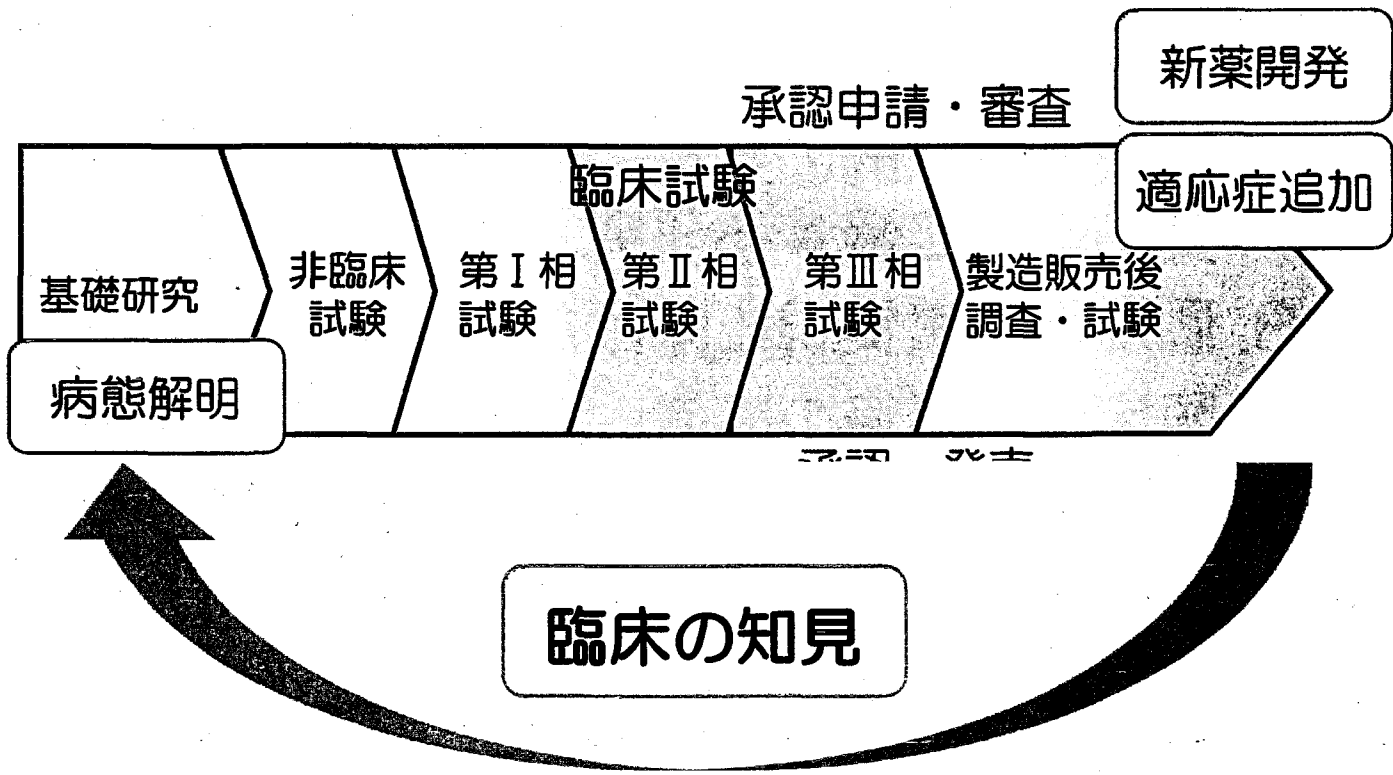 新薬開発
承認申請・審査
適応症追加
臨床試験
基礎研究
非臨床
試験
第Ⅰ相
試験
第Ⅱ相
試験
第Ⅲ相
試験
製造販売後
調査・試験
病態解明
臨床の知見